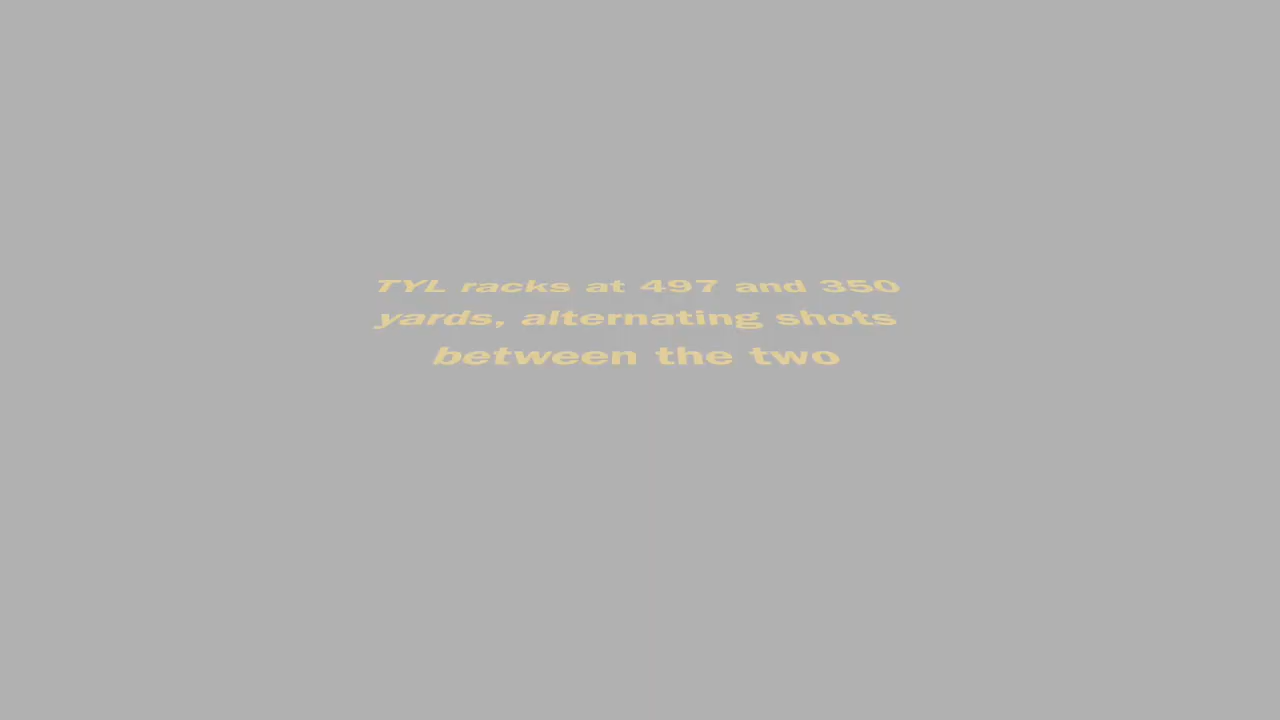 TYL racks at 497 and 350
yards, alternating shots
between the two